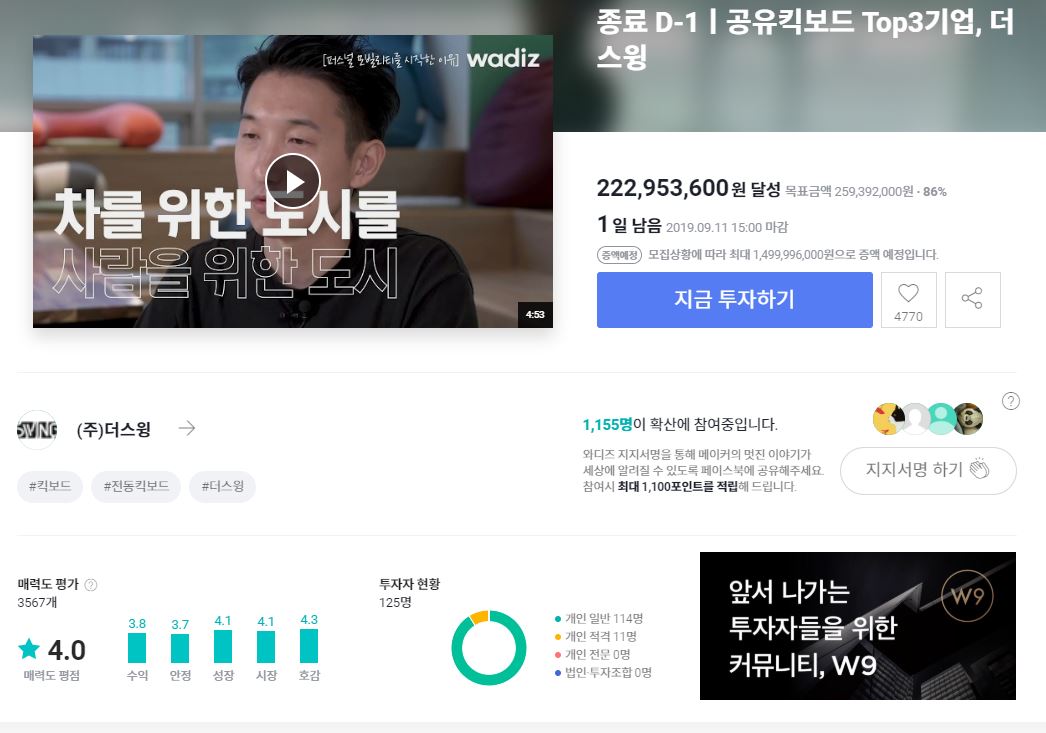 종료 D-1 | 공유킥보드 Top3기업, 더
스윙
[퍼스널 모빌리티를 시작한 이유] wadiz
차를 위한 도시를
사람을 위한 도시
4:53
222,953,600원 달성 목표금액 259,392,000원 · 86%
1일 남음 2019.09.11 15:00 마감
증액예정 모집상황에 따라 최대 1,499,996,000원으로 증액 예정입니다.
지금 투자하기
4770
SWING
(주)더스윙
#킥보드 #전동킥보드 #더스윙
1,155명이 확산에 참여중입니다.
?
와디즈 지지서명을 통해 메이커의 멋진 이야기가
세상에 알려질 수 있도록 페이스북에 공유해주세요.
참여시 최대 1,100포인트를 적립해 드립니다.
지지서명 하기
매력도 평가 ?
3567개
4.0
매력도 평점
3.8 3.7 4.1 4.1 4.3
수익 안정 성장 시장 호감
투자자 현황
125명
개인 일반 114명
개인 적격 11명
개인 전문 0명
법인·투자조합 0명
앞서 나가는
투자자들을 위한
커뮤니티, W9
W9